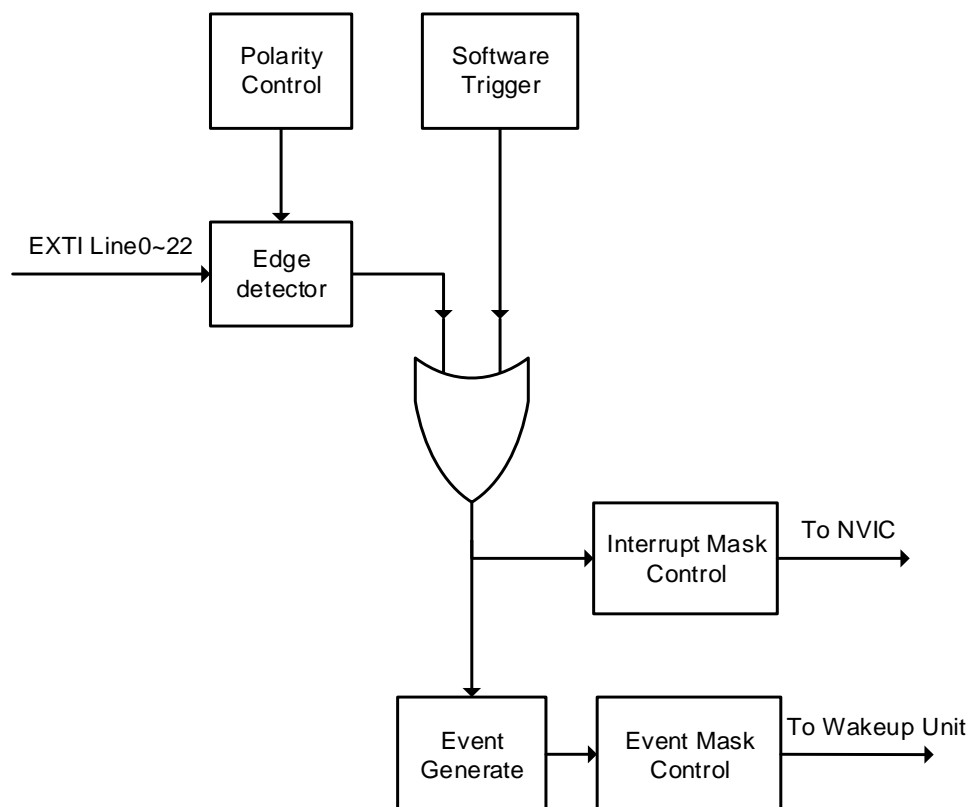 Polarity
Control
Software
Trigger
EXTI Line0~22
Edge
detector
Interrupt Mask
Control
To NVIC
Event
Generate
Event Mask
Control
To Wakeup Unit